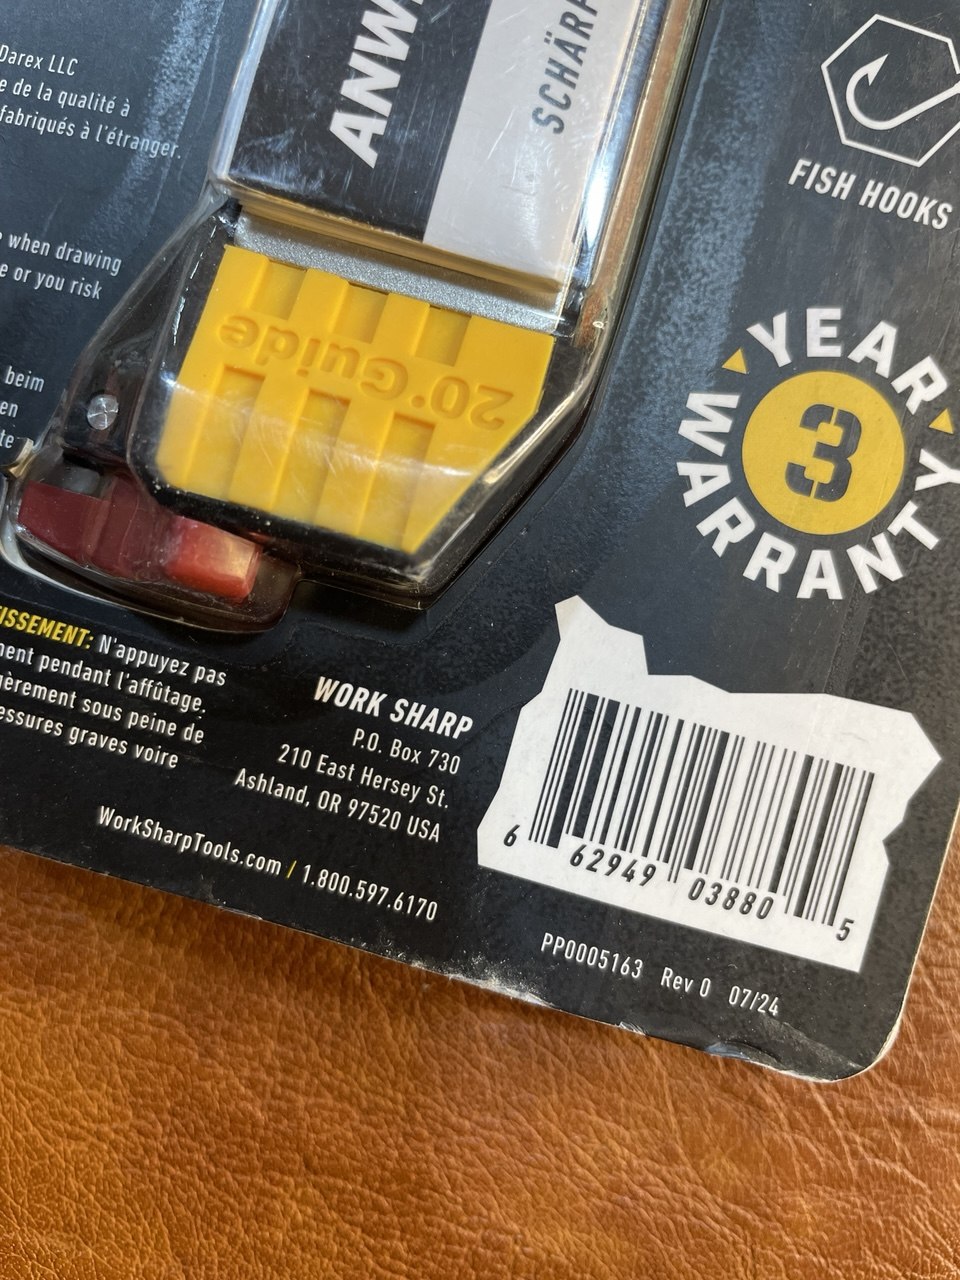 Darex LLC
e de la qualité à
fabriqués à l'étranger.
when drawing
e or you risk
beim
en
ANW
SCHÄRF
FISH HOOKS
20° Guide
YEAR
3
WARRANTY
ISSEMENT: N'appuyez pas
ment pendant l'affûtage.
gèrement sous peine de
essures graves voire
WORK SHARP
P.O. Box 730
210 East Hersey St.
Ashland, OR 97520 USA
WorkSharpTools.com / 1.800.597.6170
6 62949 03880 5
PP0005163 Rev 0 07/24